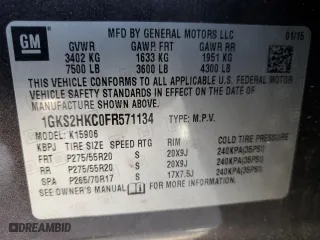 GM
MFD BY GENERAL MOTORS LLC
01/15
GVWR GAWR FRT GAWR RR
3402 KG 1633 KG 1951 KG
7500 LB 3600 LB 4300 LB
THIS VEHICLE CONFORMS TO ALL APPLICABLE U.S. FEDERAL MOTOR
VEHICLE SAFETY STANDARDS IN EFFECT ON THE DATE OF
MANUFACTURE SHOWN ABOVE.
1GKS2HKC0FR571134 TYPE: M.P.V.
MODEL: K15906
KBPJ TIRE SIZE SPEED RTG RIM COLD TIRE PRESSURE
FRT P275/55R20 S 20X9J 240KPA(35PSI)
RR P275/55R20 S 20X9J 240KPA(35PSI)
SPA P265/70R17 S 17X7.5J 240KPA(35PSI)
SEE OWNER'S MANUAL FOR MORE INFORMATION.